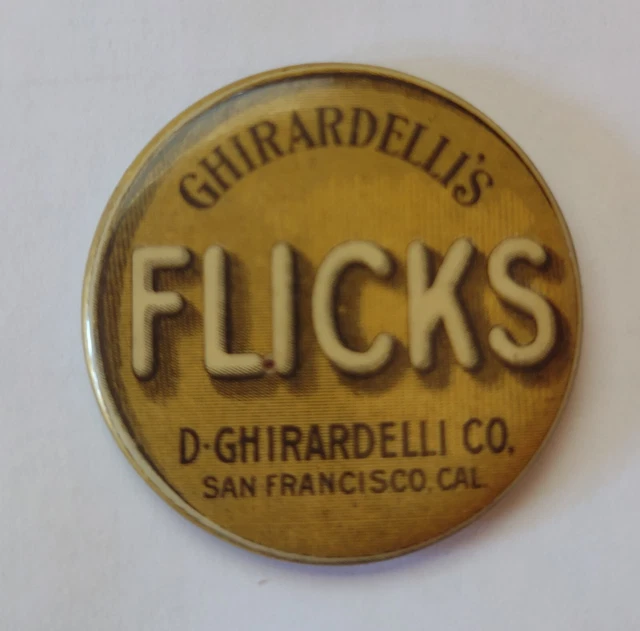 GHIRARDELLI'S
FLICKS
D·GHIRARDELLI CO.
SAN FRANCISCO, CAL.